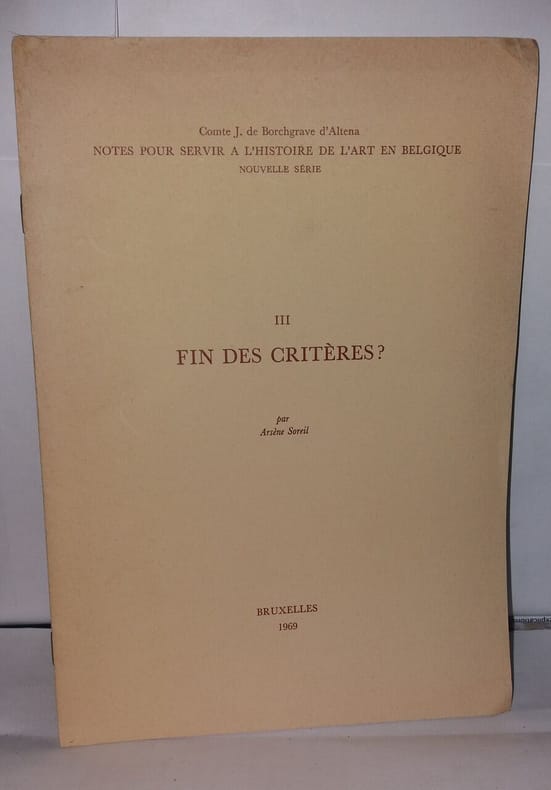 Comte J. de Borchgrave d'Altena
NOTES POUR SERVIR A L'HISTOIRE DE L'ART EN BELGIQUE
NOUVELLE SÉRIE
III
FIN DES CRITÈRES?
par
Arsène Soreil
BRUXELLES
1969